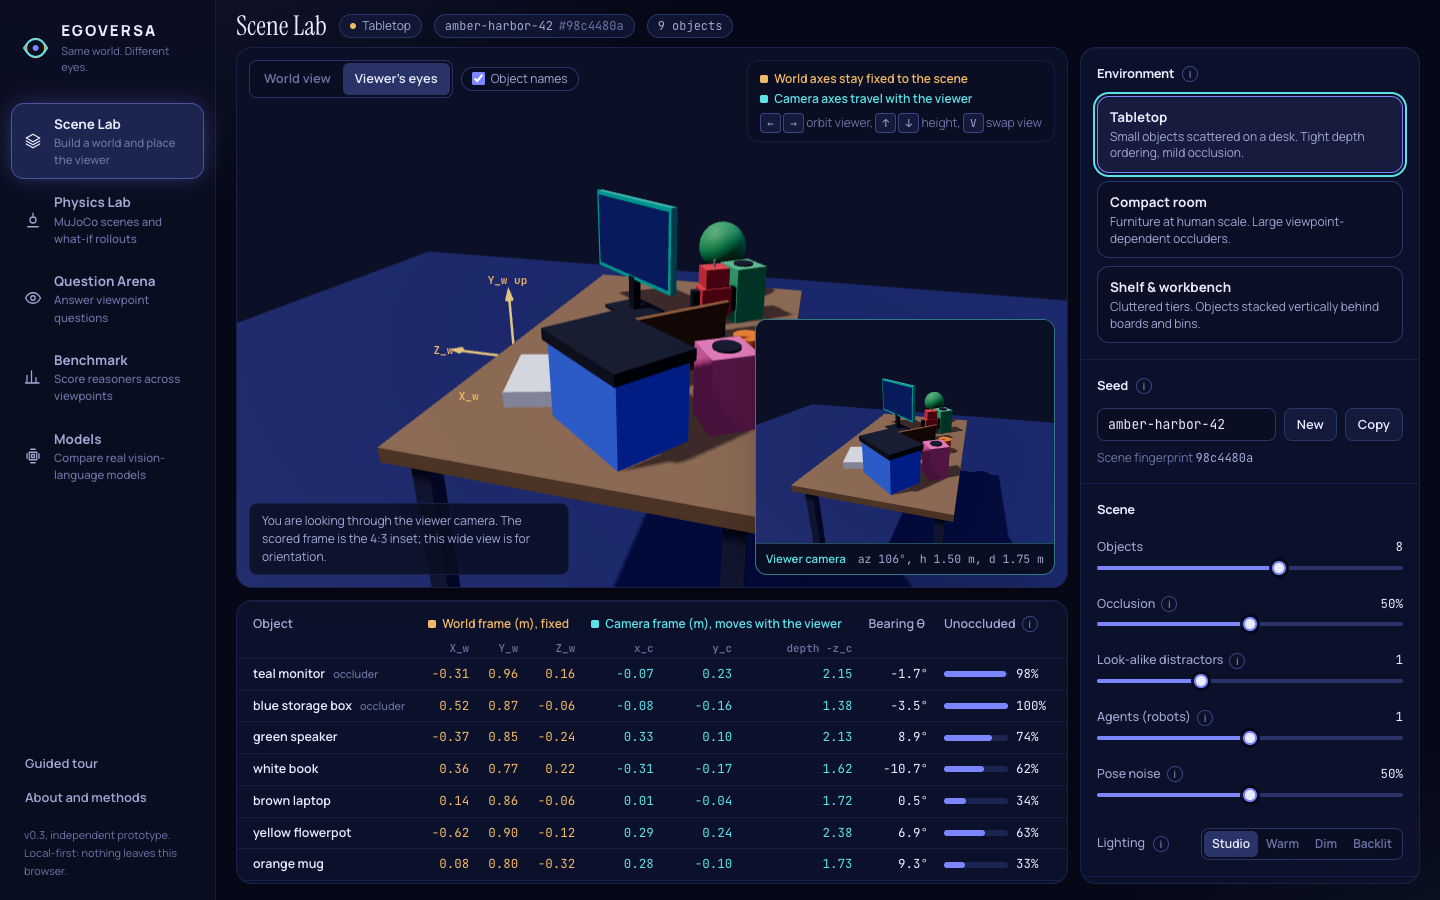 EGOVERSA
Same world. Different
eyes.
Scene Lab
Build a world and place
the viewer
Physics Lab
MuJoCo scenes and
what-if rollouts
Question Arena
Answer viewpoint
questions
Benchmark
Score reasoners across
viewpoints
Models
Compare real vision-
language models
Guided tour
About and methods
v0.3, independent prototype.
Local-first: nothing leaves this
browser.
Scene Lab
Tabletop
amber-harbor-42 #98c4480a
9 objects
World view
Viewer's eyes
Object names
World axes stay fixed to the scene
Camera axes travel with the viewer
← → orbit viewer, ↑ ↓ height, V swap view
Y_w up
Z_w
X_w
You are looking through the viewer camera. The
scored frame is the 4:3 inset; this wide view is for
orientation.
Viewer camera az 106°, h 1.50 m, d 1.75 m
Object World frame (m), fixed Camera frame (m), moves with the viewer Bearing Θ Unoccluded i
X_w Y_w Z_w x_c y_c depth -z_c
teal monitor occluder -0.31 0.96 0.16 -0.07 0.23 2.15 -1.7° 98%
blue storage box occluder 0.52 0.87 -0.06 -0.08 -0.16 1.38 -3.5° 100%
green speaker -0.37 0.85 -0.24 0.33 0.10 2.13 8.9° 74%
white book 0.36 0.77 0.22 -0.31 -0.17 1.62 -10.7° 62%
brown laptop 0.14 0.86 -0.06 0.01 -0.04 1.72 0.5° 34%
yellow flowerpot -0.62 0.90 -0.12 0.29 0.24 2.38 6.9° 63%
orange mug 0.08 0.80 -0.32 0.28 -0.10 1.73 9.3° 33%
Environment i
Tabletop
Small objects scattered on a desk. Tight depth
ordering, mild occlusion.
Compact room
Furniture at human scale. Large viewpoint-
dependent occluders.
Shelf & workbench
Cluttered tiers. Objects stacked vertically behind
boards and bins.
Seed i
amber-harbor-42 New Copy
Scene fingerprint 98c4480a
Scene
Objects 8
Occlusion i 50%
Look-alike distractors i 1
Agents (robots) i 1
Pose noise i 50%
Lighting i Studio Warm Dim Backlit